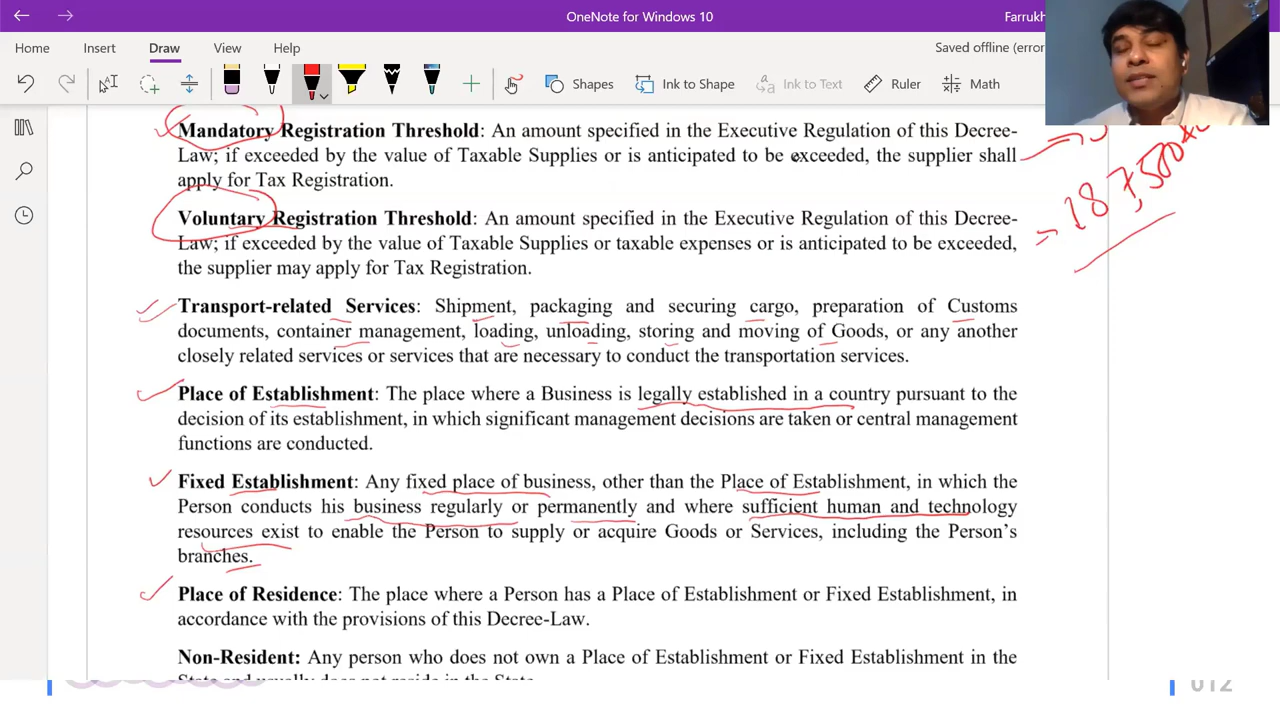 OneNote for Windows 10
Farrukh
Home Insert Draw View Help
Saved offline (error
Shapes Ink to Shape Ink to Text Ruler Math
Mandatory Registration Threshold: An amount specified in the Executive Regulation of this Decree-
Law; if exceeded by the value of Taxable Supplies or is anticipated to be exceeded, the supplier shall
apply for Tax Registration.
187,500
Voluntary Registration Threshold: An amount specified in the Executive Regulation of this Decree-
Law; if exceeded by the value of Taxable Supplies or taxable expenses or is anticipated to be exceeded,
the supplier may apply for Tax Registration.
Transport-related Services: Shipment, packaging and securing cargo, preparation of Customs
documents, container management, loading, unloading, storing and moving of Goods, or any another
closely related services or services that are necessary to conduct the transportation services.
Place of Establishment: The place where a Business is legally established in a country pursuant to the
decision of its establishment, in which significant management decisions are taken or central management
functions are conducted.
Fixed Establishment: Any fixed place of business, other than the Place of Establishment, in which the
Person conducts his business regularly or permanently and where sufficient human and technology
resources exist to enable the Person to supply or acquire Goods or Services, including the Person's
branches.
Place of Residence: The place where a Person has a Place of Establishment or Fixed Establishment, in
accordance with the provisions of this Decree-Law.
Non-Resident: Any person who does not own a Place of Establishment or Fixed Establishment in the
State and usually does not reside in the State.
012